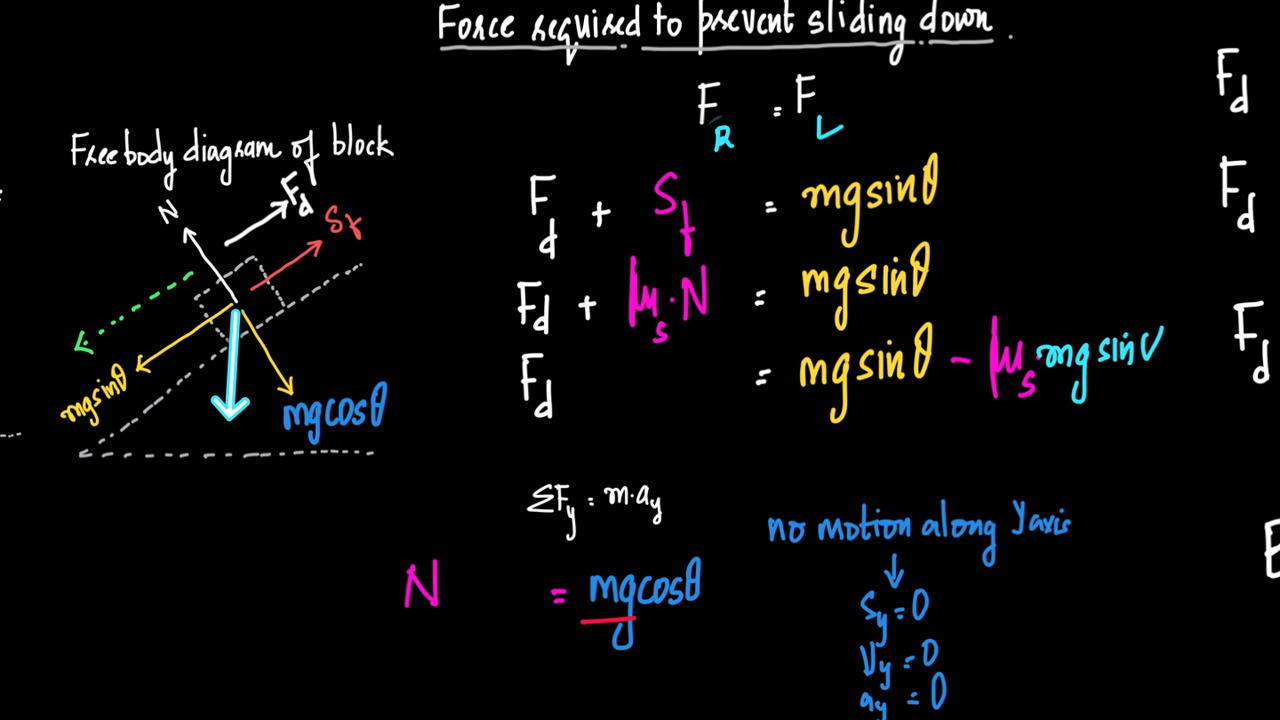 Force required to prevent sliding down.
F_R = F_L
Free body diagram of block
N
F_d
S_f
mgsinθ
mgcosθ
F_d + S_f = mgsinθ
F_d + μ_s·N = mgsinθ
F_d = mgsinθ - μ_s·mgsin
ΣF_y = m·a_y
N = mgcosθ
no motion along Yaxis
↓
S_y = 0
V_y = 0
a_y = 0
F_d
F_d
F_d